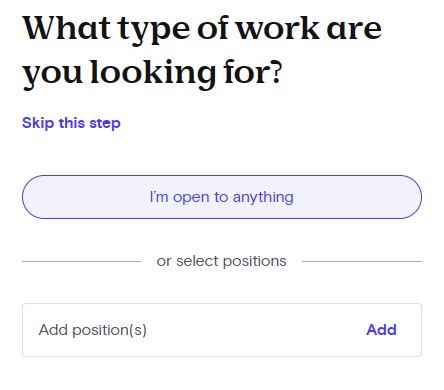 What type of work are
you looking for?
Skip this step
I'm open to anything
or select positions
Add position(s) Add